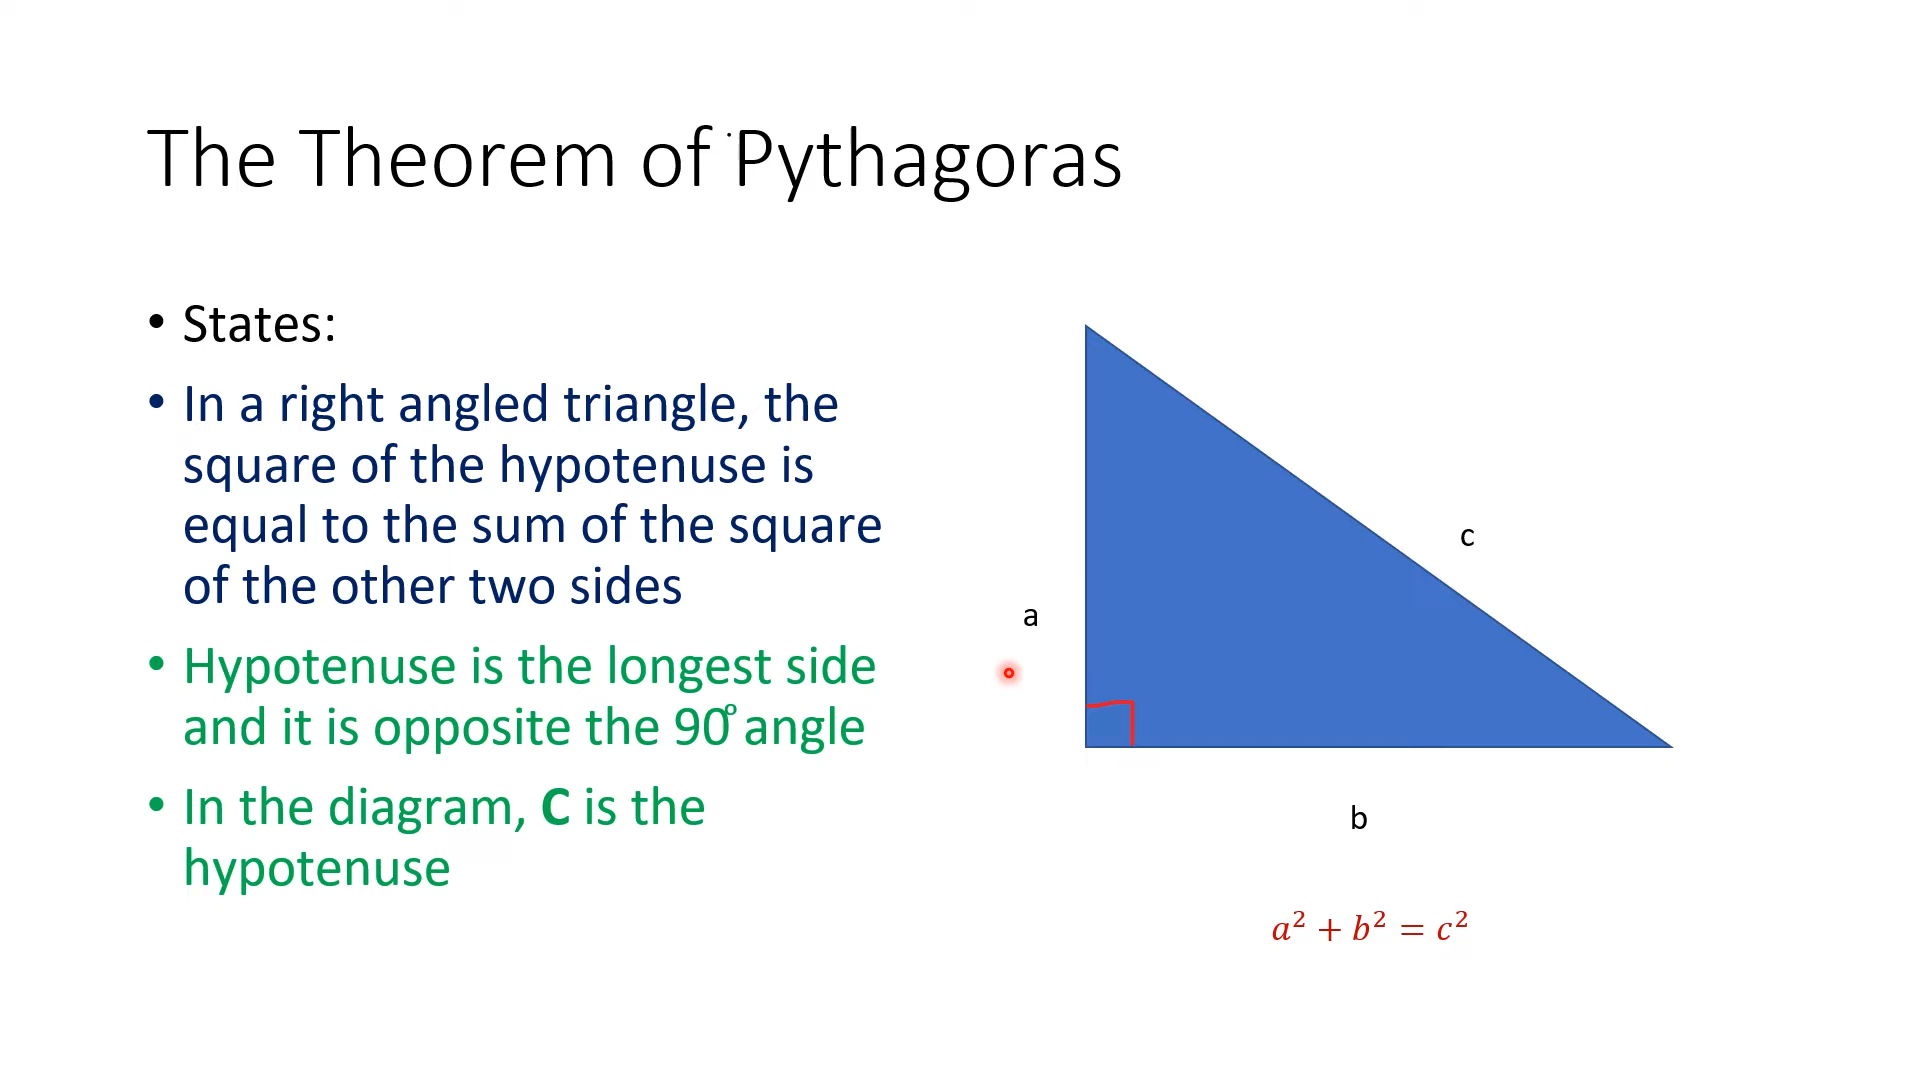 The Theorem of Pythagoras
• States:
• In a right angled triangle, the
square of the hypotenuse is
equal to the sum of the square
of the other two sides
• Hypotenuse is the longest side
and it is opposite the 90° angle
• In the diagram, C is the
hypotenuse
c
a
b
a² + b² = c²